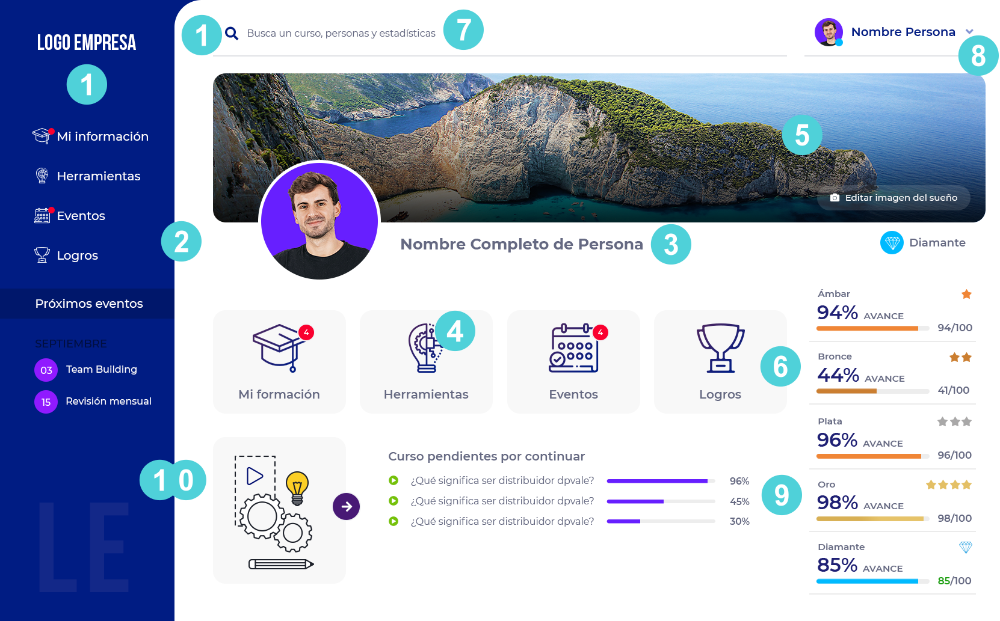 LOGO EMPRESA
1
Mi información
Herramientas
Eventos
Logros
2
Próximos eventos
SEPTIEMBRE
03 Team Building
15 Revisión mensual
10
LE
1
Busca un curso, personas y estadísticas
7
Nombre Persona
8
5
Editar imagen del sueño
Nombre Completo de Persona
3
Diamante
4
4
4
Mi formación
Herramientas
Eventos
Logros
6
Curso pendientes por continuar
¿Qué significa ser distribuidor dpvale? 96%
¿Qué significa ser distribuidor dpvale? 45%
¿Qué significa ser distribuidor dpvale? 30%
9
Ámbar
94% AVANCE
94/100
Bronce
44% AVANCE
41/100
Plata
96% AVANCE
96/100
Oro
98% AVANCE
98/100
Diamante
85% AVANCE
85/100